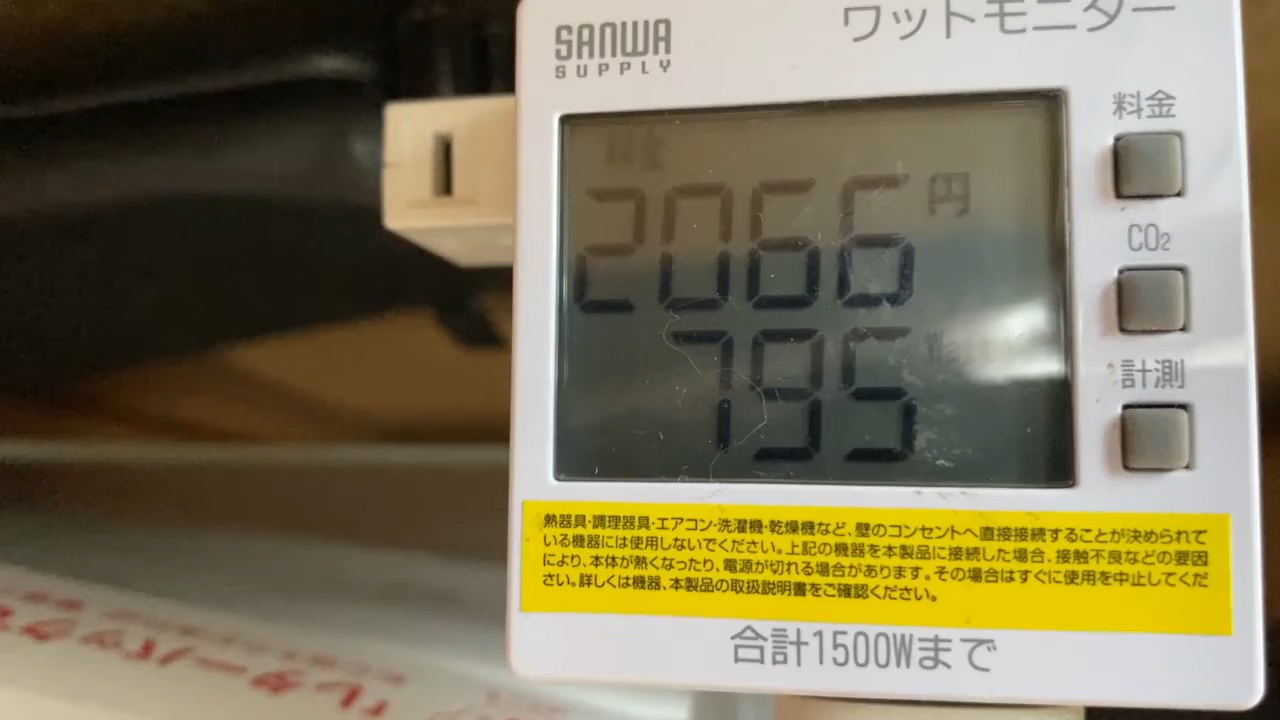 SANWA
SUPPLY
ワットモニター
料金
料金
2066円
CO2
795
計測
熱器具・調理器具・エアコン・洗濯機・乾燥機など、壁のコンセントへ直接接続することが決められて
いる機器には使用しないでください。上記の機器を本製品に接続した場合、接触不良などの要因
により、本体が熱くなったり、電源が切れる場合があります。その場合はすぐに使用を中止してくだ
さい。詳しくは機器、本製品の取扱説明書をご確認ください。
合計1500Wまで
レターパック